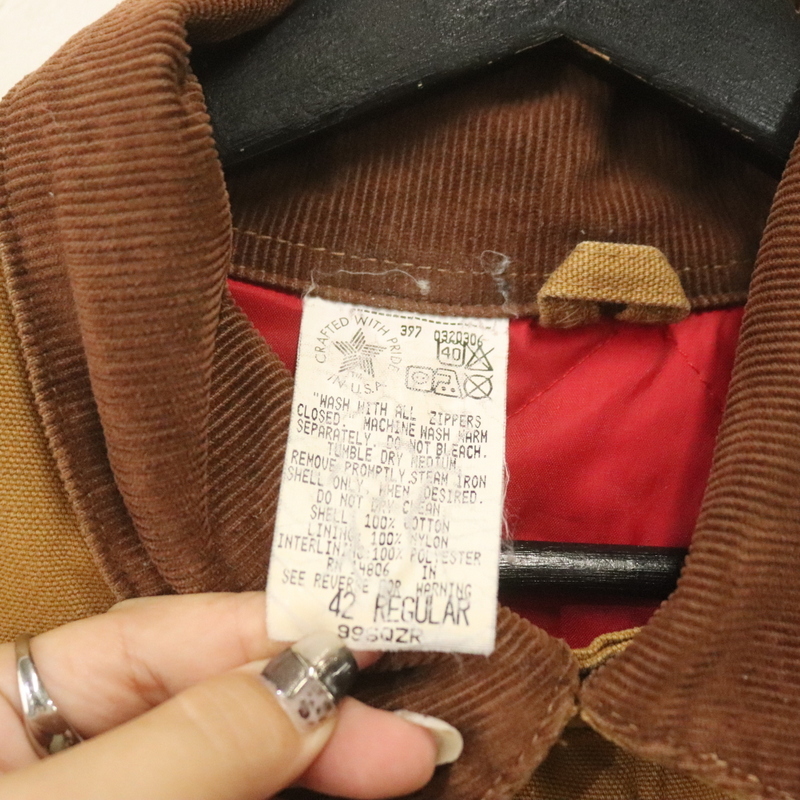 CRAFTED WITH PRIDE
IN U.S.A
397 0320306
40
"WASH WITH ALL ZIPPERS
CLOSED. MACHINE WASH WARM
SEPARATELY. DO NOT BLEACH.
TUMBLE DRY MEDIUM.
REMOVE PROMPTLY.STEAM IRON
SHELL ONLY, WHEN DESIRED.
DO NOT DRY CLEAN
SHELL 100% COTTON
LINING 100% NYLON
INTERLINING 100% POLYESTER
RN 14806 IN
SEE REVERSE FOR WARNING
42 REGULAR